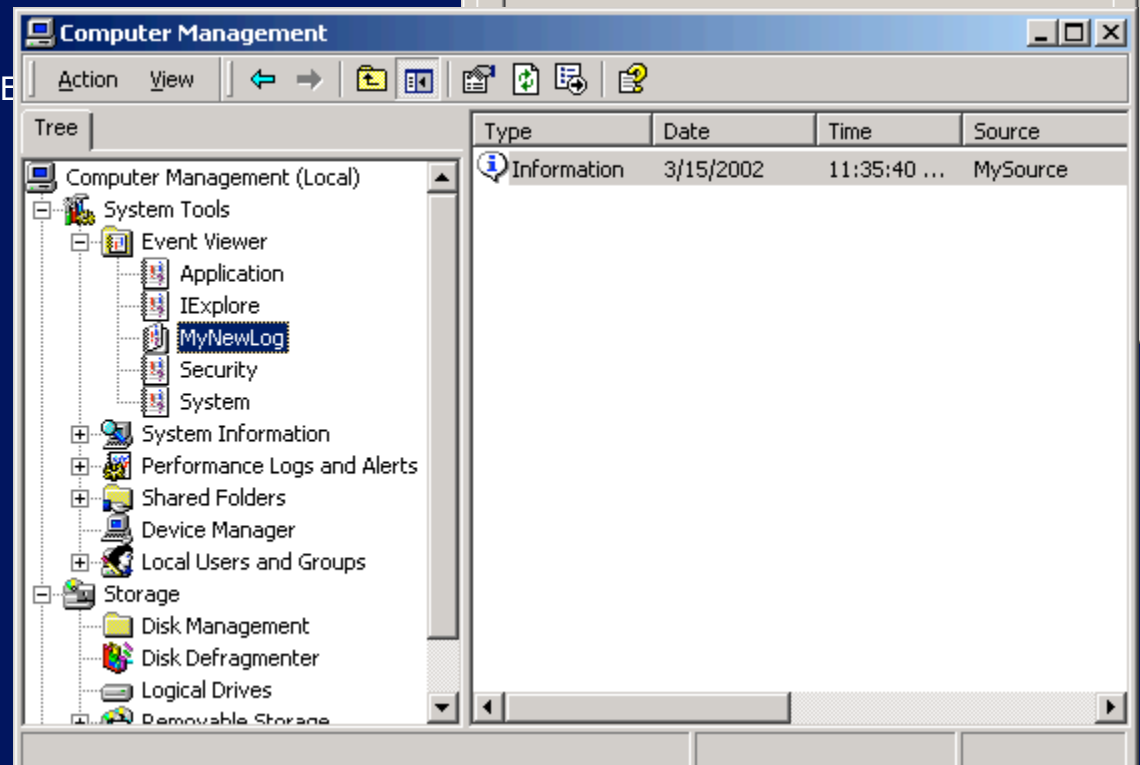 Computer Management
E
Action View
Tree
Type Date Time Source
Information 3/15/2002 11:35:40 ... MySource
Computer Management (Local)
System Tools
Event Viewer
Application
IExplore
MyNewLog
Security
System
System Information
Performance Logs and Alerts
Shared Folders
Device Manager
Local Users and Groups
Storage
Disk Management
Disk Defragmenter
Logical Drives
Removable Storage